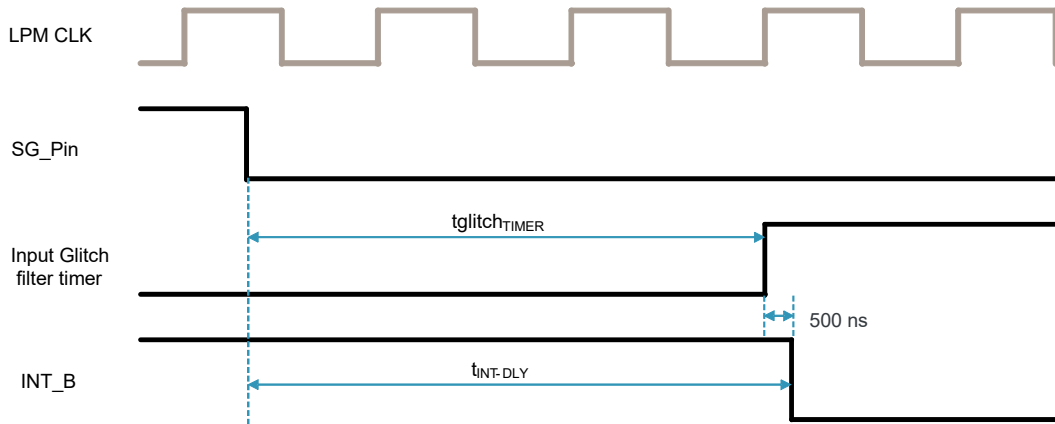 LPM CLK
SG_Pin
tglitchTIMER
Input Glitch
filter timer
500 ns
tINT-DLY
INT_B